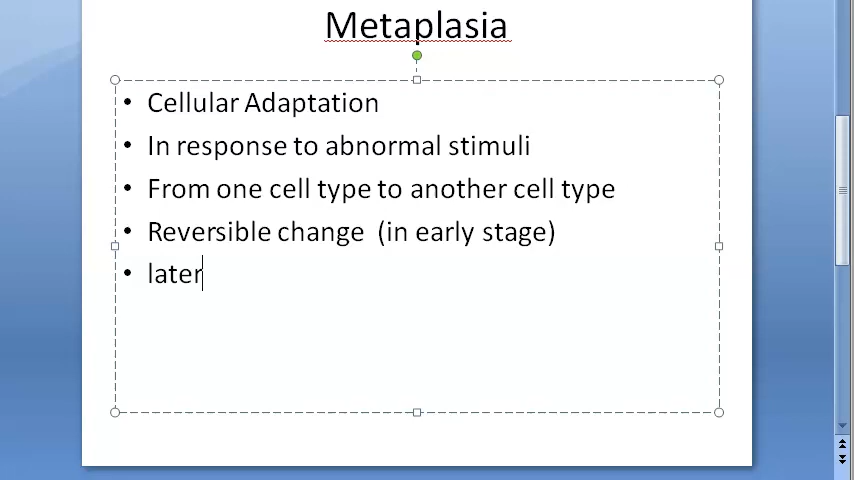 Metaplasia
• Cellular Adaptation
• In response to abnormal stimuli
• From one cell type to another cell type
• Reversible change  (in early stage)
• later